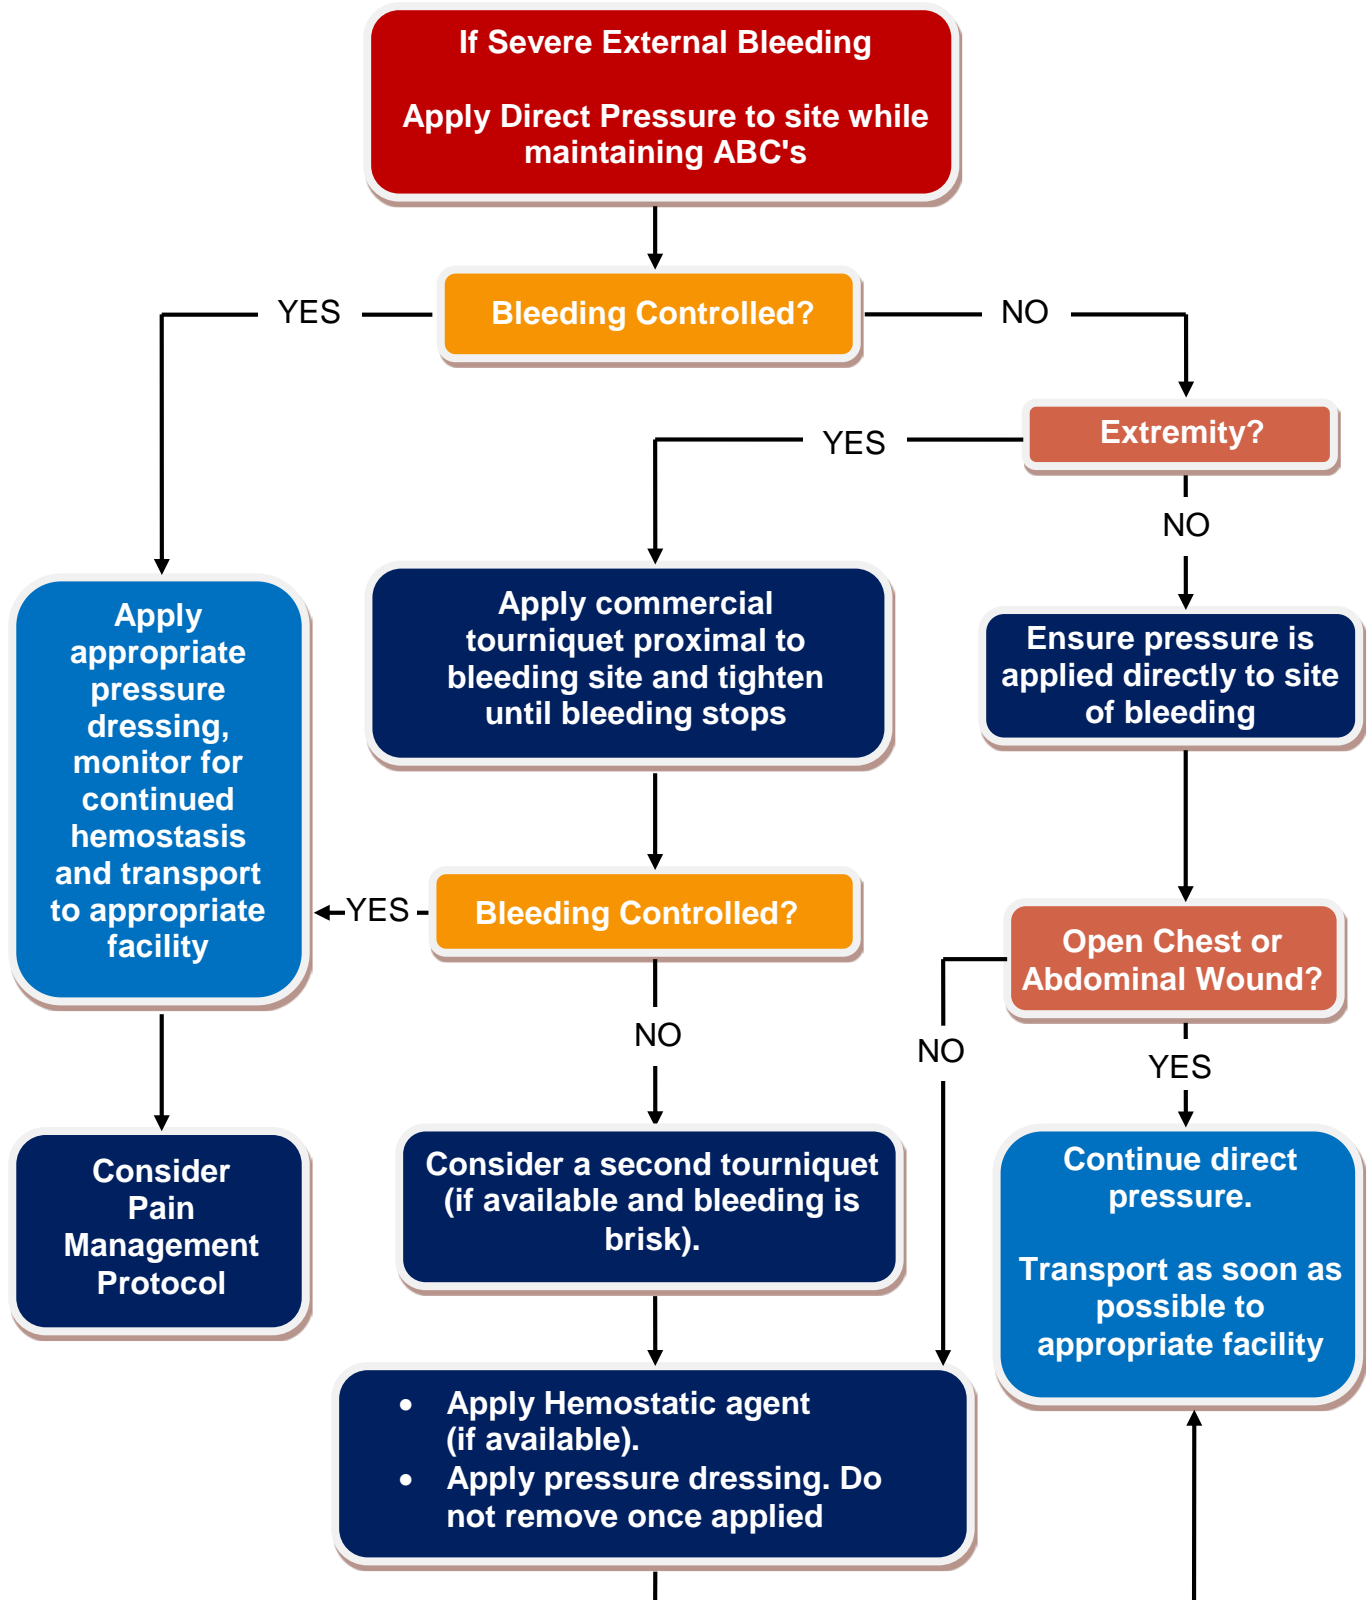 If Severe External Bleeding
Apply Direct Pressure to site while
maintaining ABC's
YES
Bleeding Controlled?
NO
Extremity?
YES
NO
Apply
appropriate
pressure
dressing,
monitor for
continued
hemostasis
and transport
to appropriate
facility
Apply commercial
tourniquet proximal to
bleeding site and tighten
until bleeding stops
Ensure pressure is
applied directly to site
of bleeding
YES
Bleeding Controlled?
Open Chest or
Abdominal Wound?
NO
NO
YES
Consider
Pain
Management
Protocol
Consider a second tourniquet
(if available and bleeding is
brisk).
Continue direct
pressure.
Transport as soon as
possible to
appropriate facility
• Apply Hemostatic agent
(if available).
• Apply pressure dressing. Do
not remove once applied